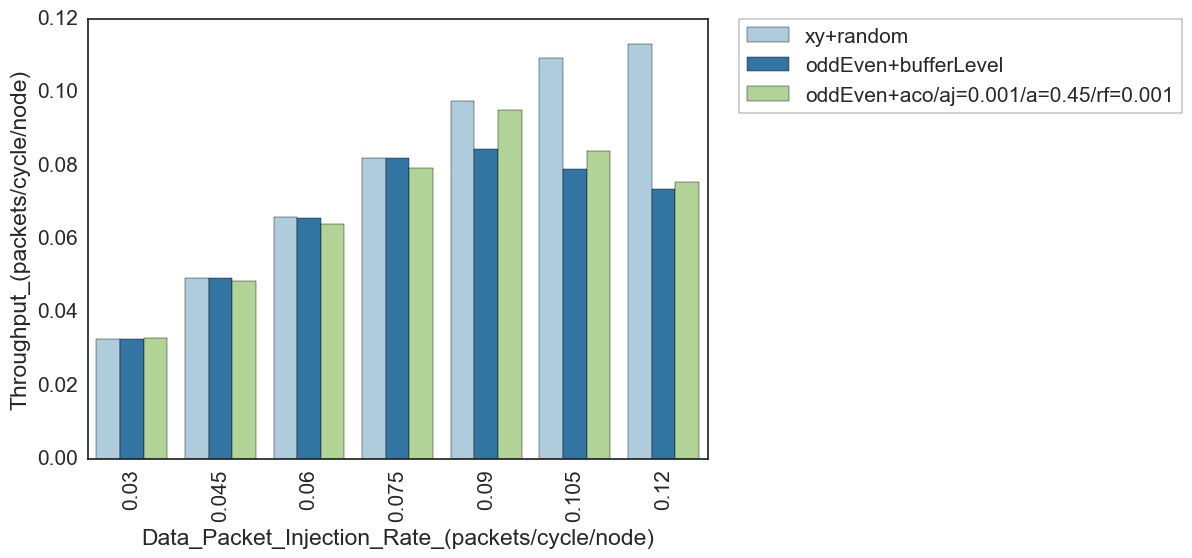 0.12
0.10
0.08
0.06
0.04
0.02
0.00
Throughput_(packets/cycle/node)
0.03
0.045
0.06
0.075
0.09
0.105
0.12
Data_Packet_Injection_Rate_(packets/cycle/node)
xy+random
oddEven+bufferLevel
oddEven+aco/aj=0.001/a=0.45/rf=0.001